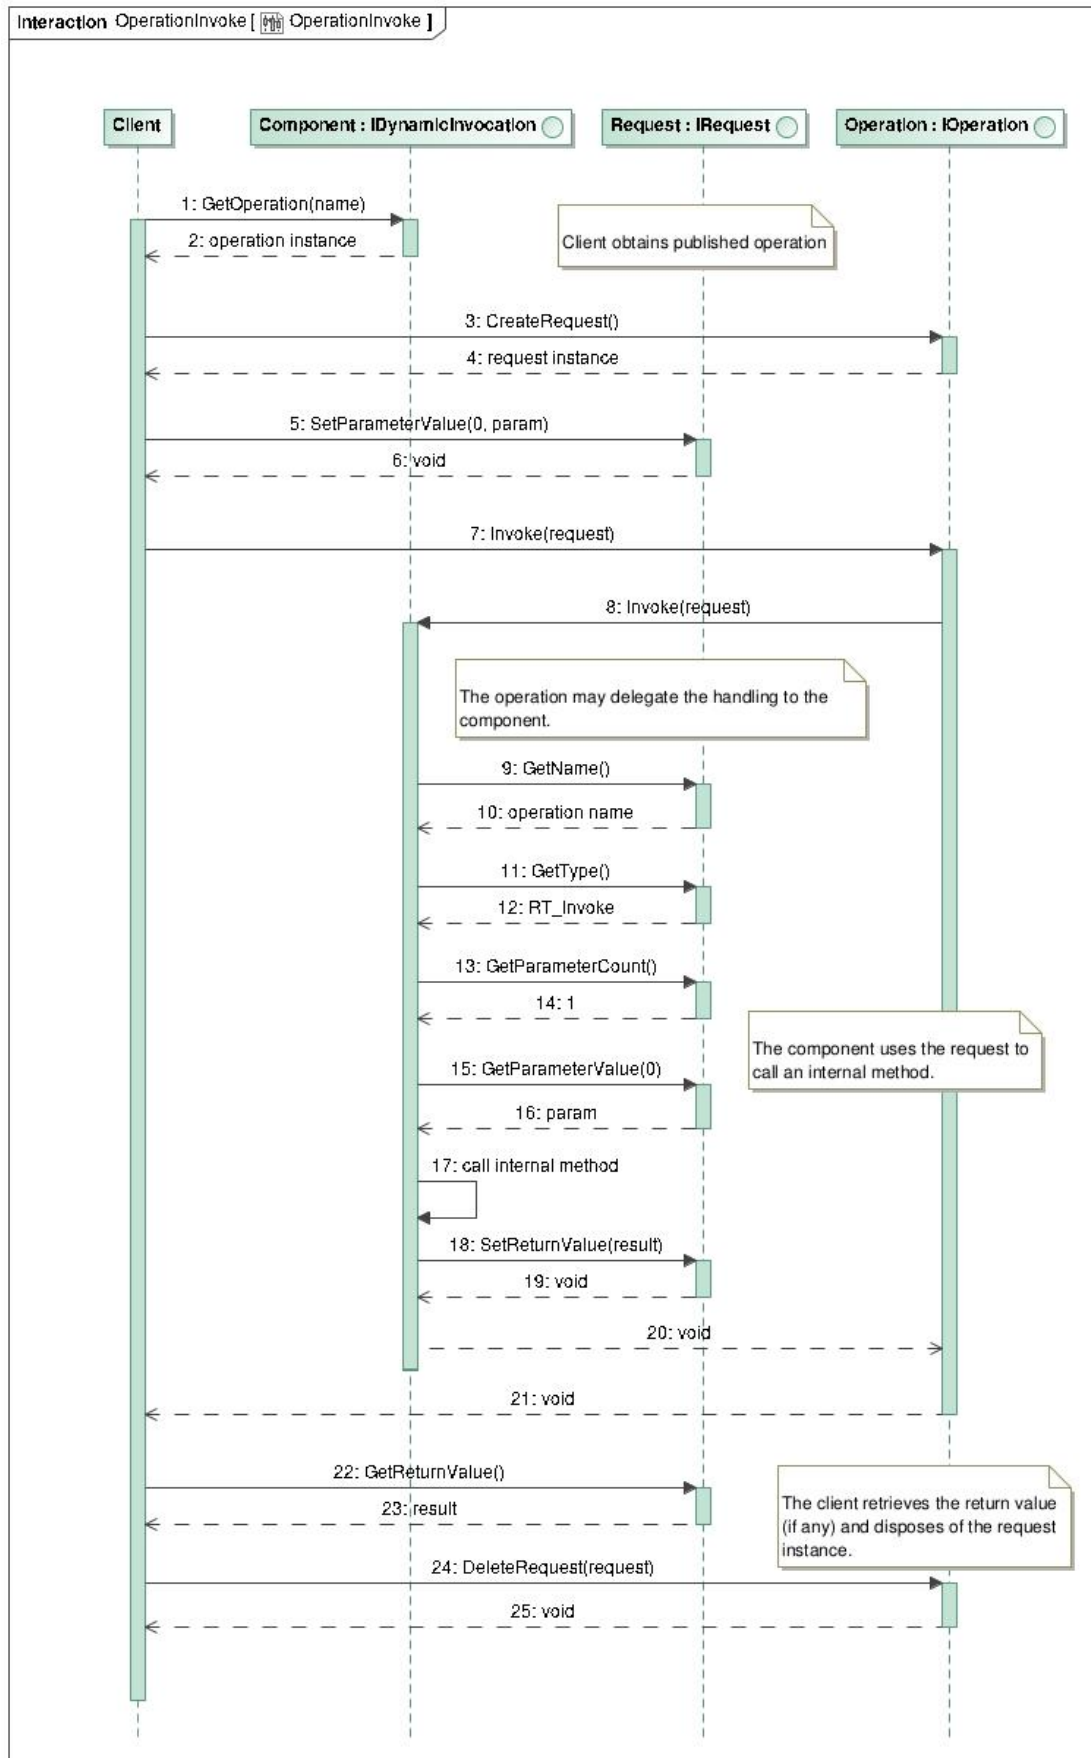 Interaction OperationInvoke [ OperationInvoke ]
Client
Component : IDynamicInvocation
Request : IRequest
Operation : IOperation
1: GetOperation(name)
Client obtains published operation
2: operation instance
3: CreateRequest()
4: request instance
5: SetParameterValue(0, param)
6: void
7: Invoke(request)
8: Invoke(request)
The operation may delegate the handling to the
component.
9: GetName()
10: operation name
11: GetType()
12: RT_Invoke
13: GetParameterCount()
14: 1
The component uses the request to
call an internal method.
15: GetParameterValue(0)
16: param
17: call internal method
18: SetReturnValue(result)
19: void
20: void
21: void
22: GetReturnValue()
23: result
The client retrieves the return value
(if any) and disposes of the request
instance.
24: DeleteRequest(request)
25: void